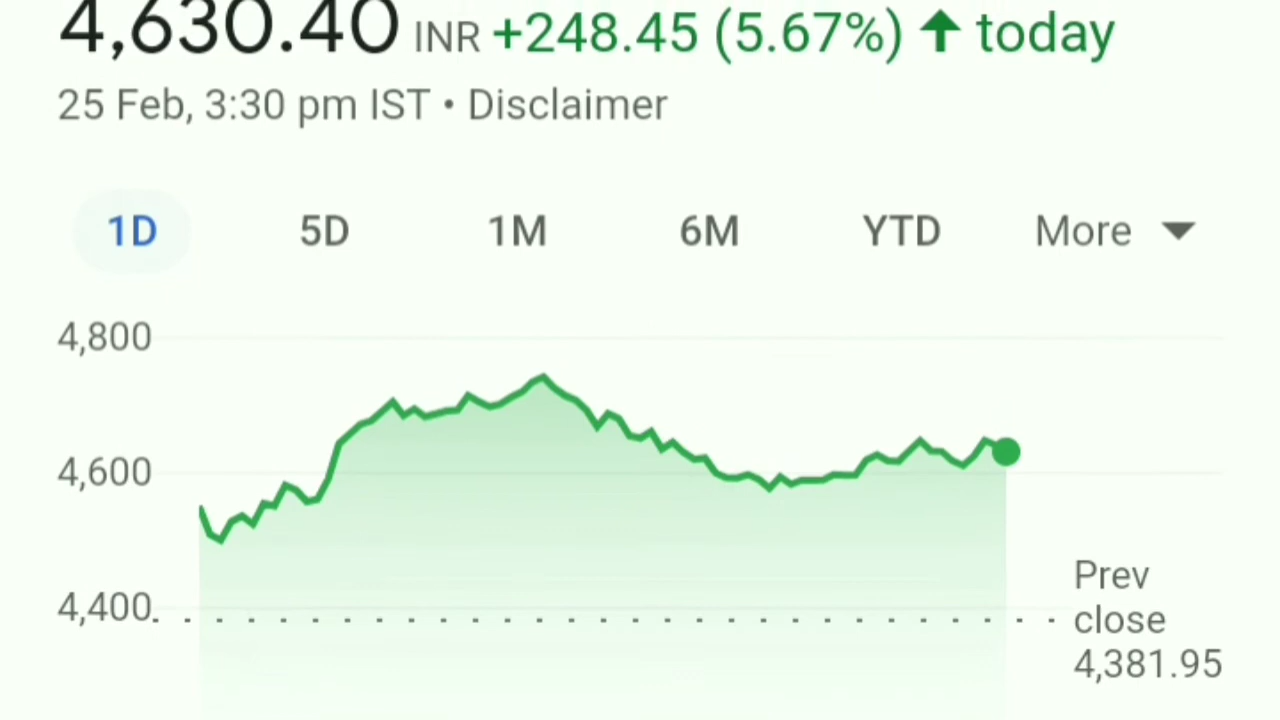 4,630.40 INR +248.45 (5.67%) ↑ today
25 Feb, 3:30 pm IST • Disclaimer
1D 5D 1M 6M YTD More
4,800
4,600
4,400
Prev
close
4,381.95